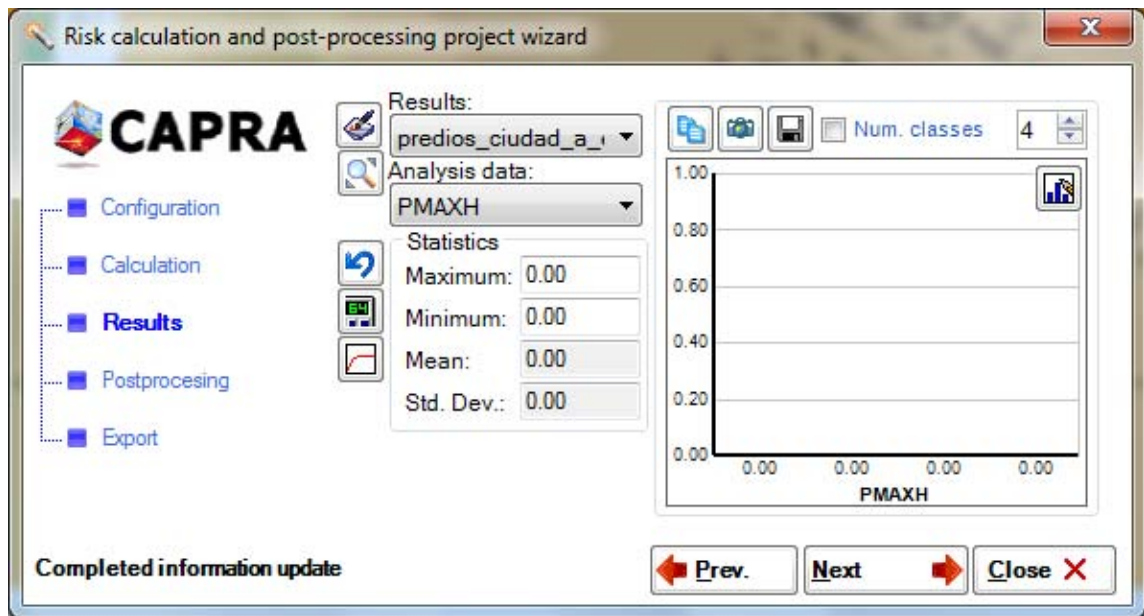 Risk calculation and post-processing project wizard
CAPRA
Configuration
Calculation
Results
Postprocesing
Export
Results:
predios_ciudad_a_
Analysis data:
PMAXH
Statistics
Maximum: 0.00
Minimum: 0.00
Mean: 0.00
Std. Dev.: 0.00
Num. classes 4
1.00
0.80
0.60
0.40
0.20
0.00
0.00 0.00 0.00 0.00
PMAXH
Completed information update
Prev. Next Close